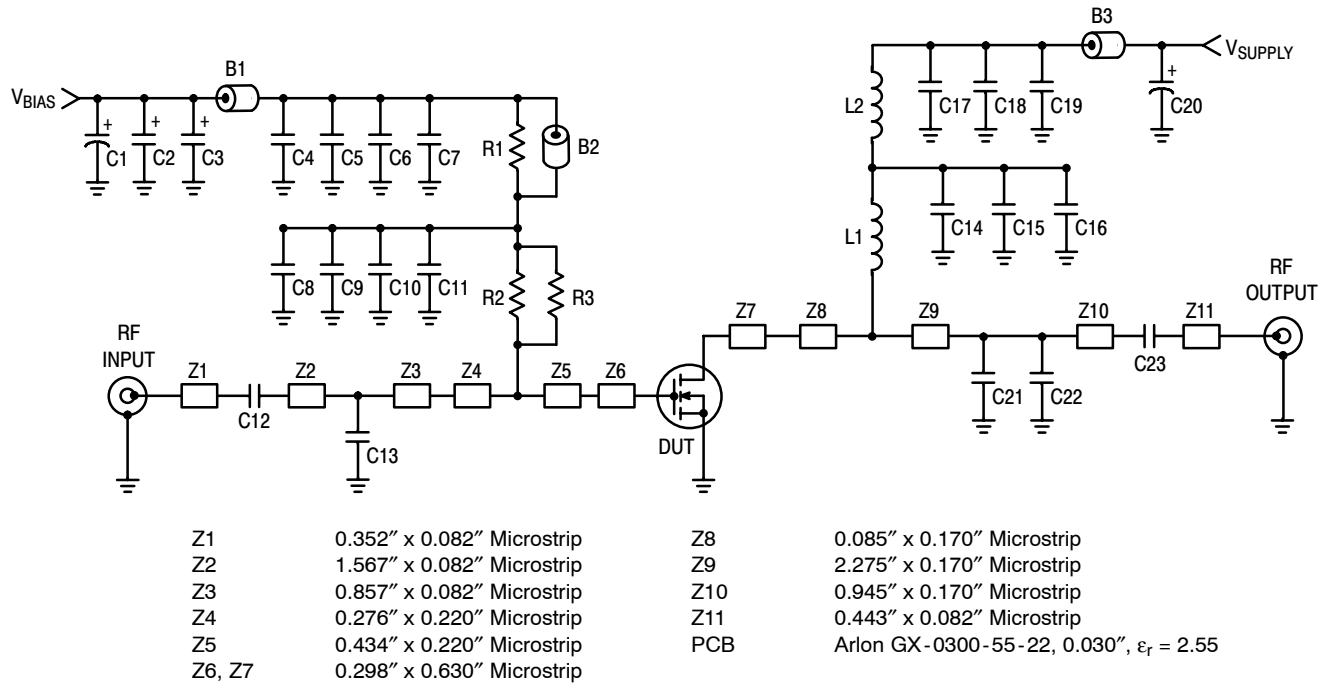 B3
V_SUPPLY
B1
V_BIAS
+
+
+
C1
C2
C3
C4
C5
C6
C7
R1
B2
L2
C17
C18
C19
+
C20
L1
C14
C15
C16
C8
C9
C10
C11
R2
R3
RF
INPUT
Z1
C12
Z2
C13
Z3
Z4
Z5
Z6
DUT
Z7
Z8
Z9
C21
C22
Z10
C23
Z11
RF
OUTPUT
Z1 0.352″ x 0.082″ Microstrip
Z2 1.567″ x 0.082″ Microstrip
Z3 0.857″ x 0.082″ Microstrip
Z4 0.276″ x 0.220″ Microstrip
Z5 0.434″ x 0.220″ Microstrip
Z6, Z7 0.298″ x 0.630″ Microstrip
Z8 0.085″ x 0.170″ Microstrip
Z9 2.275″ x 0.170″ Microstrip
Z10 0.945″ x 0.170″ Microstrip
Z11 0.443″ x 0.082″ Microstrip
PCB Arlon GX-0300-55-22, 0.030″, εr = 2.55